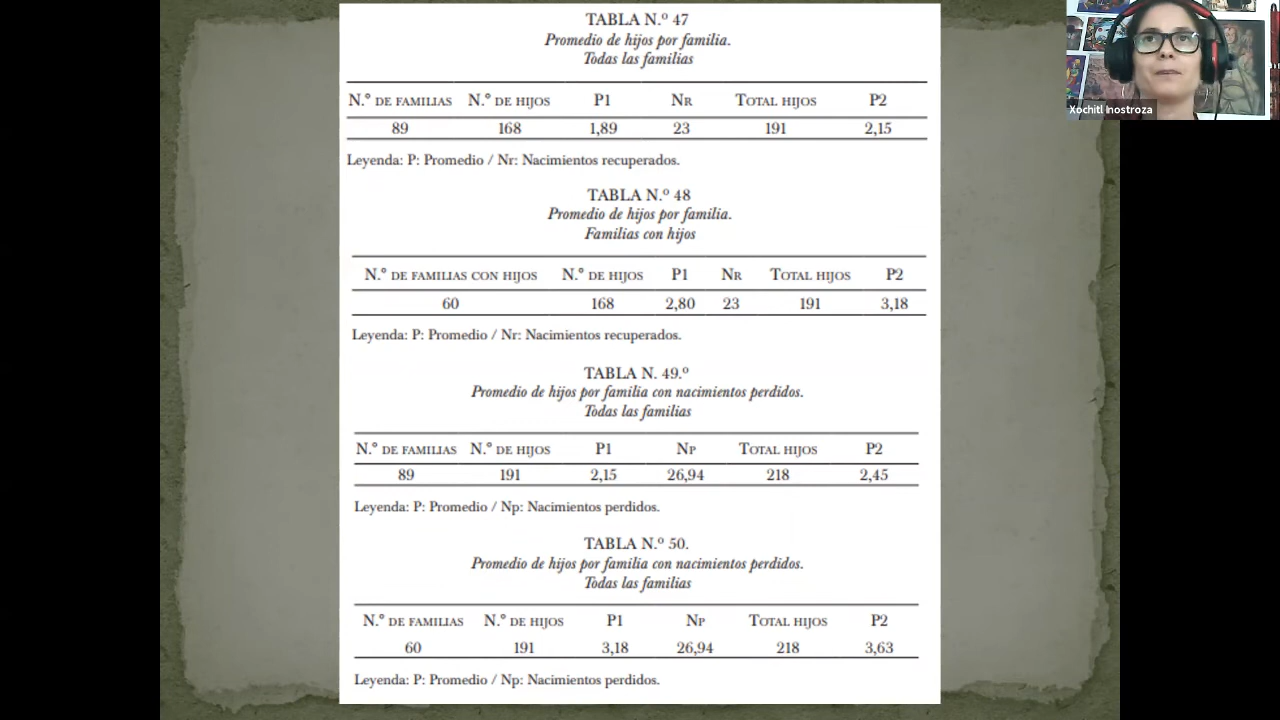 TABLA N.º 47
Promedio de hijos por familia.
Todas las familias
N.° DE FAMILIAS N.° DE HIJOS P1 NR TOTAL HIJOS P2
89 168 1,89 23 191 2,15
Leyenda: P: Promedio / Nr: Nacimientos recuperados.
TABLA N.º 48
Promedio de hijos por familia.
Familias con hijos
N.° DE FAMILIAS CON HIJOS N.° DE HIJOS P1 NR TOTAL HIJOS P2
60 168 2,80 23 191 3,18
Leyenda: P: Promedio / Nr: Nacimientos recuperados.
TABLA N. 49.º
Promedio de hijos por familia con nacimientos perdidos.
Todas las familias
N.° DE FAMILIAS N.° DE HIJOS P1 NP TOTAL HIJOS P2
89 191 2,15 26,94 218 2,45
Leyenda: P: Promedio / Np: Nacimientos perdidos.
TABLA N.º 50.
Promedio de hijos por familia con nacimientos perdidos.
Todas las familias
N.° DE FAMILIAS N.° DE HIJOS P1 NP TOTAL HIJOS P2
60 191 3,18 26,94 218 3,63
Leyenda: P: Promedio / Np: Nacimientos perdidos.
Xochitl Inostroza